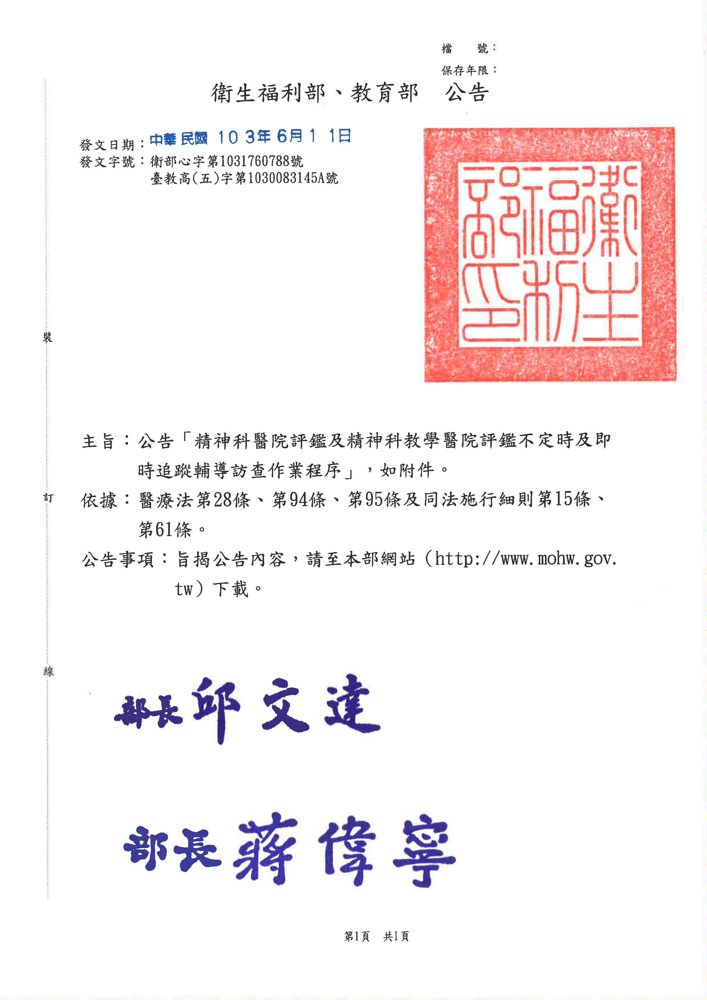 檔　　號：
保存年限：
衛生福利部、教育部　公告
發文日期：中華民國 103年6月11日
發文字號：衛部心字第1031760788號
臺教高(五)字第1030083145A號
衛生福利部印
主旨：公告「精神科醫院評鑑及精神科教學醫院評鑑不定時及即
時追蹤輔導訪查作業程序」，如附件。
依據：醫療法第28條、第94條、第95條及同法施行細則第15條、
第61條。
公告事項：旨揭公告內容，請至本部網站（http://www.mohw.gov.
tw）下載。
裝
訂
線
部長邱文達
部長蔣偉寧
第1頁　共1頁